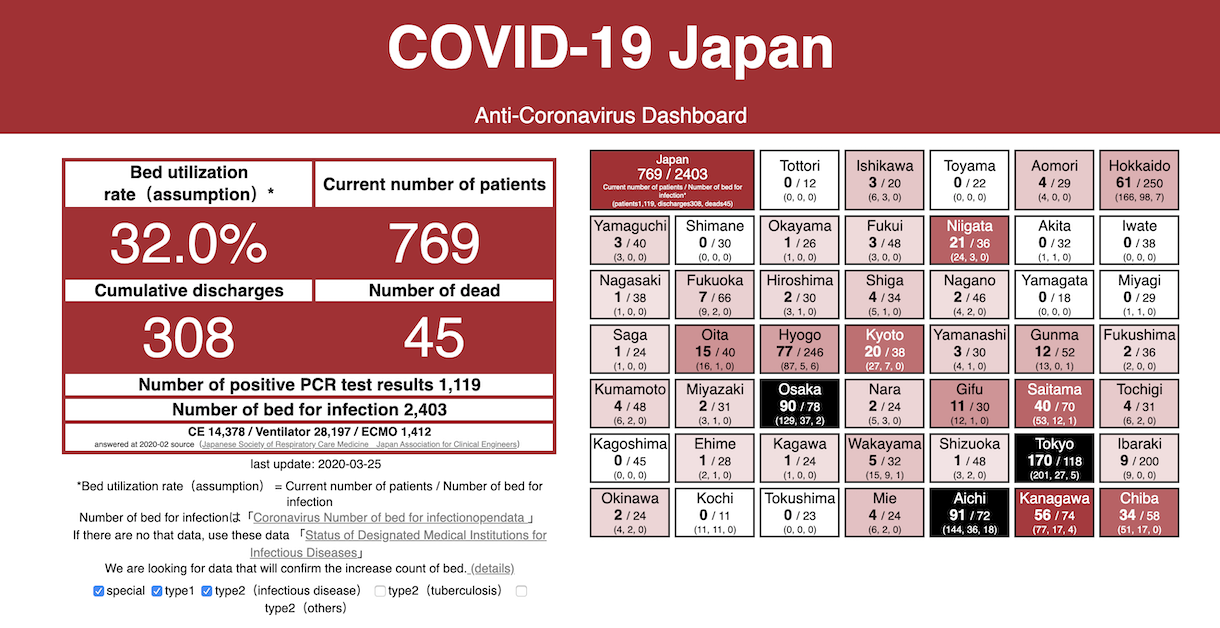 COVID-19 Japan
Anti-Coronavirus Dashboard
Bed utilization
rate（assumption）*
Current number of patients
32.0%
769
Cumulative discharges
Number of dead
308
45
Number of positive PCR test results 1,119
Number of bed for infection 2,403
CE 14,378 / Ventilator 28,197 / ECMO 1,412
answered at 2020-02 source（Japanese Society of Respiratory Care Medicine　Japan Association for Clinical Engineers）
last update: 2020-03-25
*Bed utilization rate（assumption） = Current number of patients / Number of bed for
infection
Number of bed for infectionは「Coronavirus Number of bed for infectionopendata 」
If there are no that data, use these data 「Status of Designated Medical Institutions for
Infectious Diseases」
We are looking for data that will confirm the increase count of bed. (details)
special type1 type2（infectious disease） type2（tuberculosis）
type2（others）
Japan
769 / 2403
Current number of patients / Number of bed for
infection*
(patients1,119, discharges308, deads45)
Tottori
0 / 12
(0, 0, 0)
Ishikawa
3 / 20
(6, 3, 0)
Toyama
0 / 22
(0, 0, 0)
Aomori
4 / 29
(4, 0, 0)
Hokkaido
61 / 250
(166, 98, 7)
Yamaguchi
3 / 40
(3, 0, 0)
Shimane
0 / 30
(0, 0, 0)
Okayama
1 / 26
(1, 0, 0)
Fukui
3 / 48
(3, 0, 0)
Niigata
21 / 36
(24, 3, 0)
Akita
0 / 32
(1, 1, 0)
Iwate
0 / 38
(0, 0, 0)
Nagasaki
1 / 38
(1, 0, 0)
Fukuoka
7 / 66
(9, 2, 0)
Hiroshima
2 / 30
(3, 1, 0)
Shiga
4 / 34
(5, 1, 0)
Nagano
2 / 46
(4, 2, 0)
Yamagata
0 / 18
(0, 0, 0)
Miyagi
0 / 29
(1, 1, 0)
Saga
1 / 24
(1, 0, 0)
Oita
15 / 40
(16, 1, 0)
Hyogo
77 / 246
(87, 5, 6)
Kyoto
20 / 38
(27, 7, 0)
Yamanashi
3 / 30
(4, 1, 0)
Gunma
12 / 52
(13, 0, 1)
Fukushima
2 / 36
(2, 0, 0)
Kumamoto
4 / 48
(6, 2, 0)
Miyazaki
2 / 31
(3, 1, 0)
Osaka
90 / 78
(129, 37, 2)
Nara
2 / 24
(5, 3, 0)
Gifu
11 / 30
(12, 1, 0)
Saitama
40 / 70
(53, 12, 1)
Tochigi
4 / 31
(6, 2, 0)
Kagoshima
0 / 45
(0, 0, 0)
Ehime
1 / 28
(2, 1, 0)
Kagawa
1 / 24
(1, 0, 0)
Wakayama
5 / 32
(15, 9, 1)
Shizuoka
1 / 48
(3, 2, 0)
Tokyo
170 / 118
(201, 27, 5)
Ibaraki
9 / 200
(9, 0, 0)
Okinawa
2 / 24
(4, 2, 0)
Kochi
0 / 11
(11, 11, 0)
Tokushima
0 / 23
(0, 0, 0)
Mie
4 / 24
(6, 2, 0)
Aichi
91 / 72
(144, 36, 18)
Kanagawa
56 / 74
(77, 17, 4)
Chiba
34 / 58
(51, 17, 0)